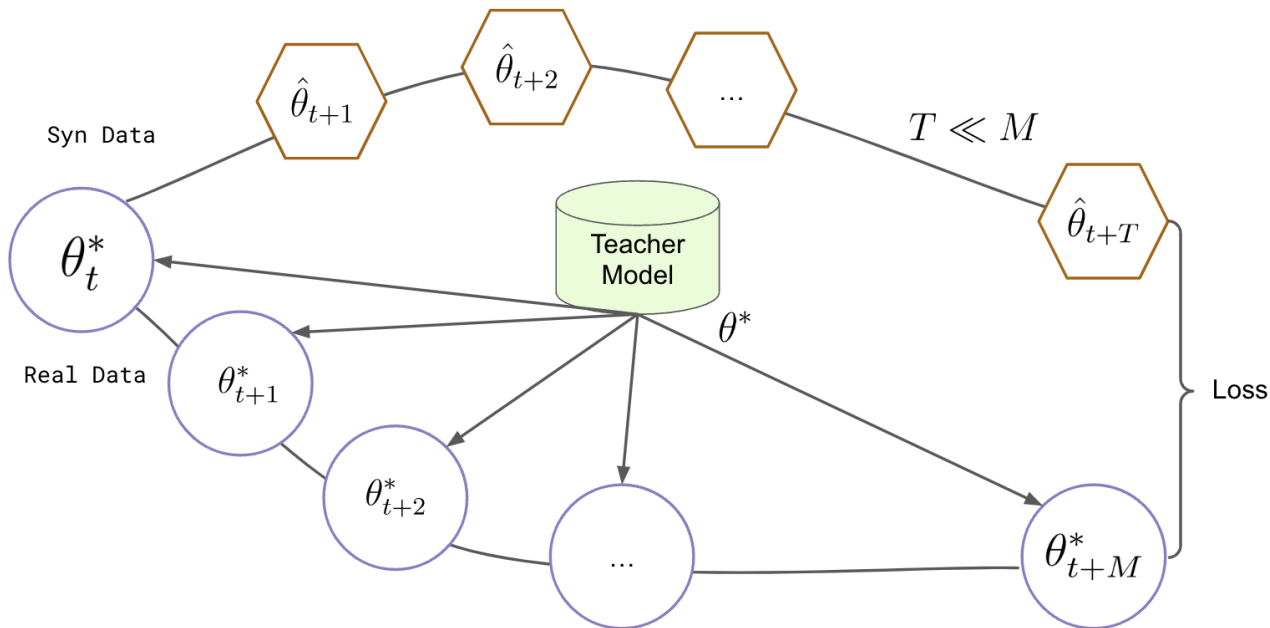 θ̂_{t+1}
θ̂_{t+2}
...
T ≪ M
Syn Data
θ^*_t
Teacher
Model
θ̂_{t+T}
θ^*
Real Data
θ^*_{t+1}
Loss
θ^*_{t+2}
...
θ^*_{t+M}